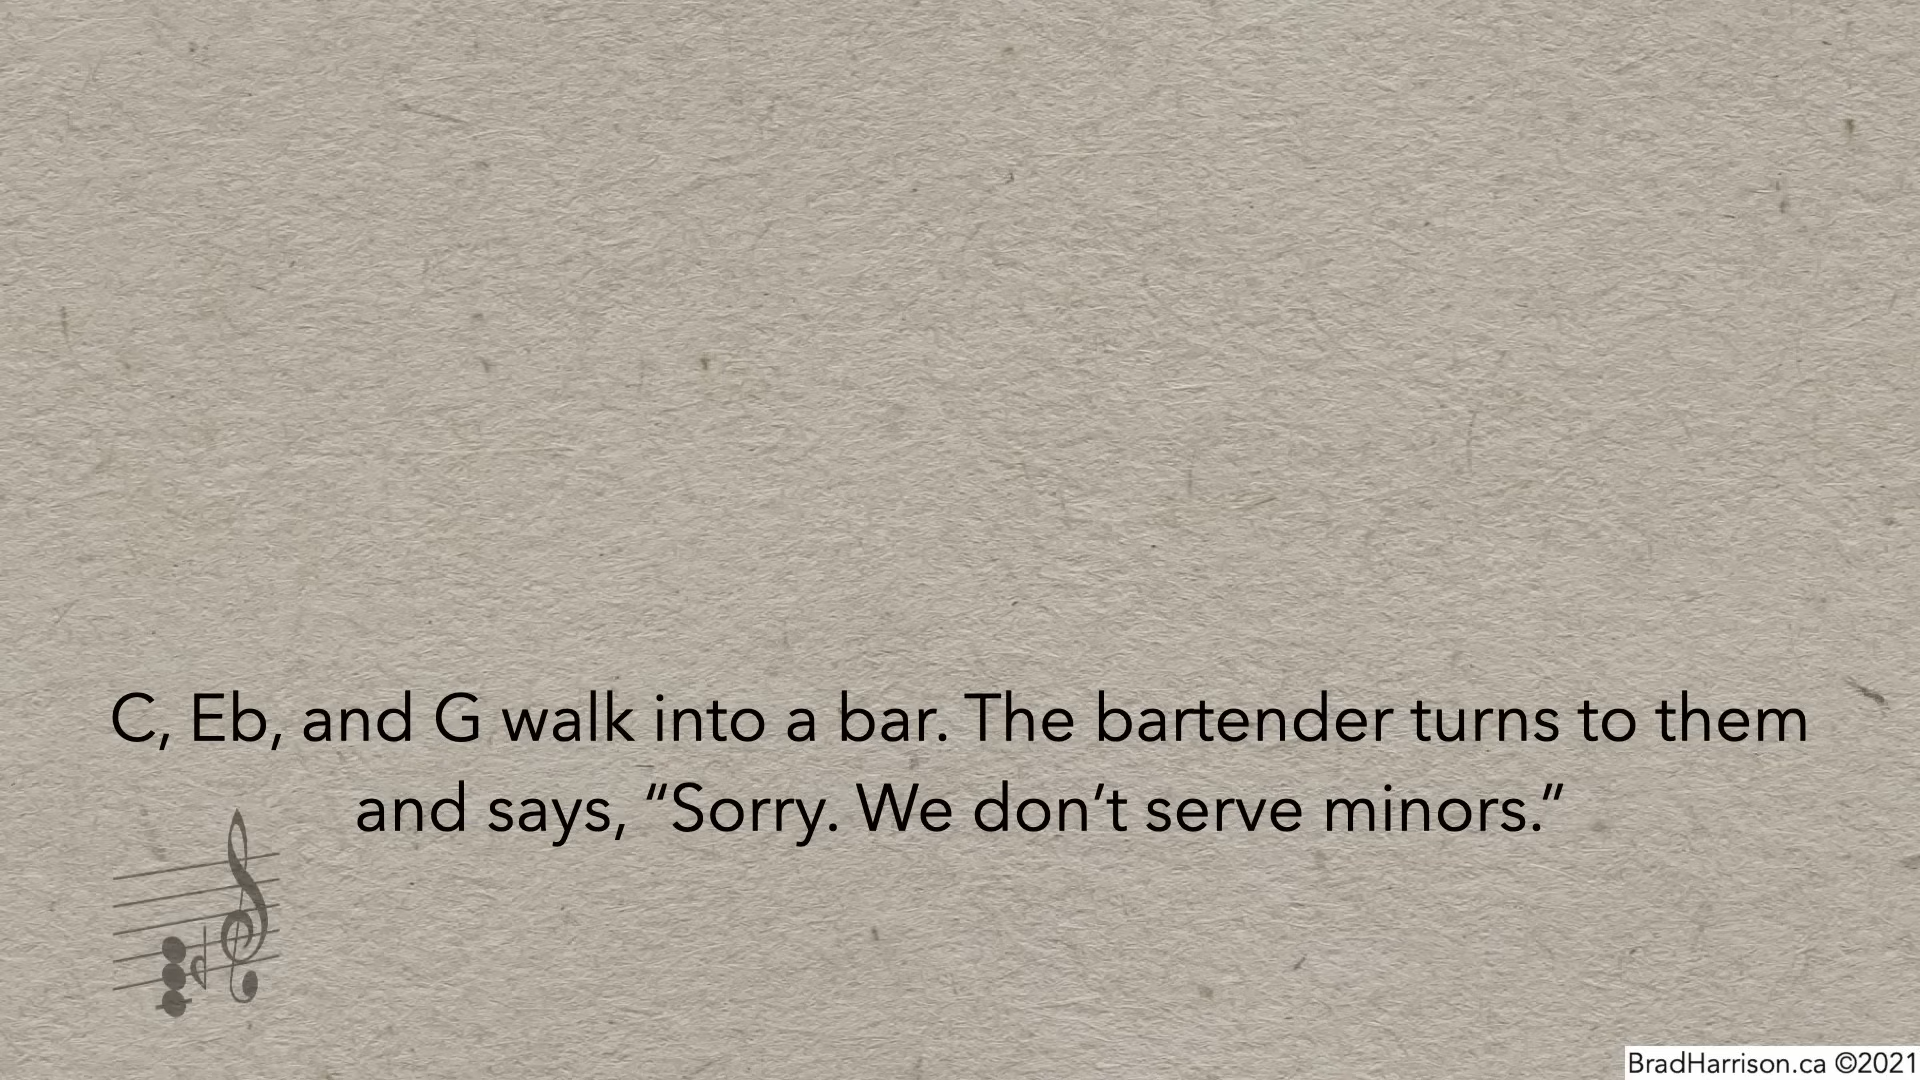 C, Eb, and G walk into a bar. The bartender turns to them
and says, “Sorry. We don’t serve minors.”
BradHarrison.ca ©2021